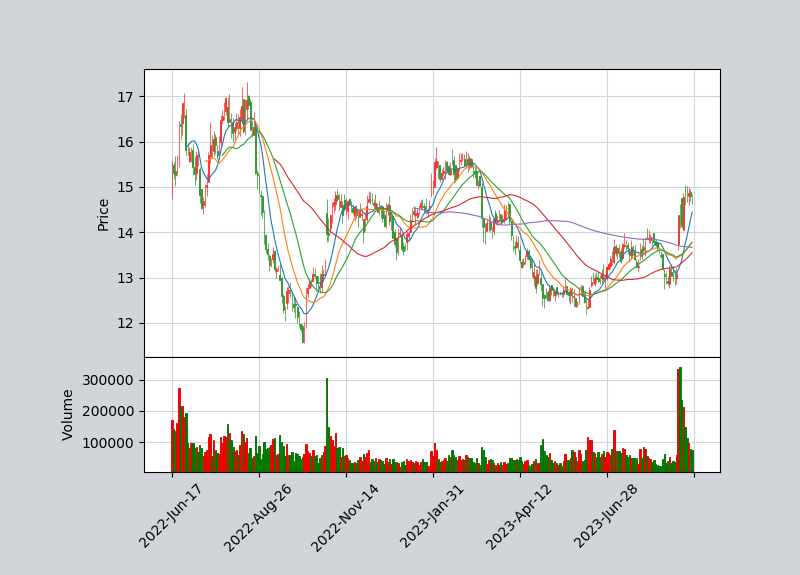 17
16
15
14
13
12
Price
300000
200000
100000
Volume
2022-Jun-17
2022-Aug-26
2022-Nov-14
2023-Jan-31
2023-Apr-12
2023-Jun-28